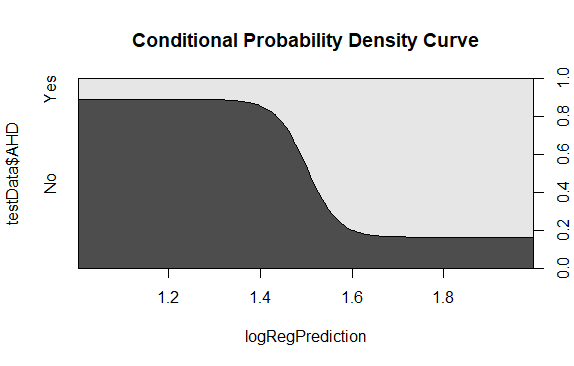 Conditional Probability Density Curve
testData$AHD
No
Yes
0.0
0.2
0.4
0.6
0.8
1.0
1.2
1.4
1.6
1.8
logRegPrediction